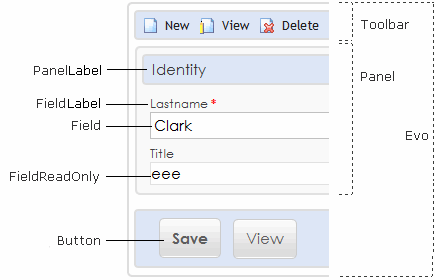 New View Delete Toolbar
PanelLabel Identity Panel
FieldLabel Lastname *
Field Clark
Evo
Title
FieldReadOnly eee
Button Save View